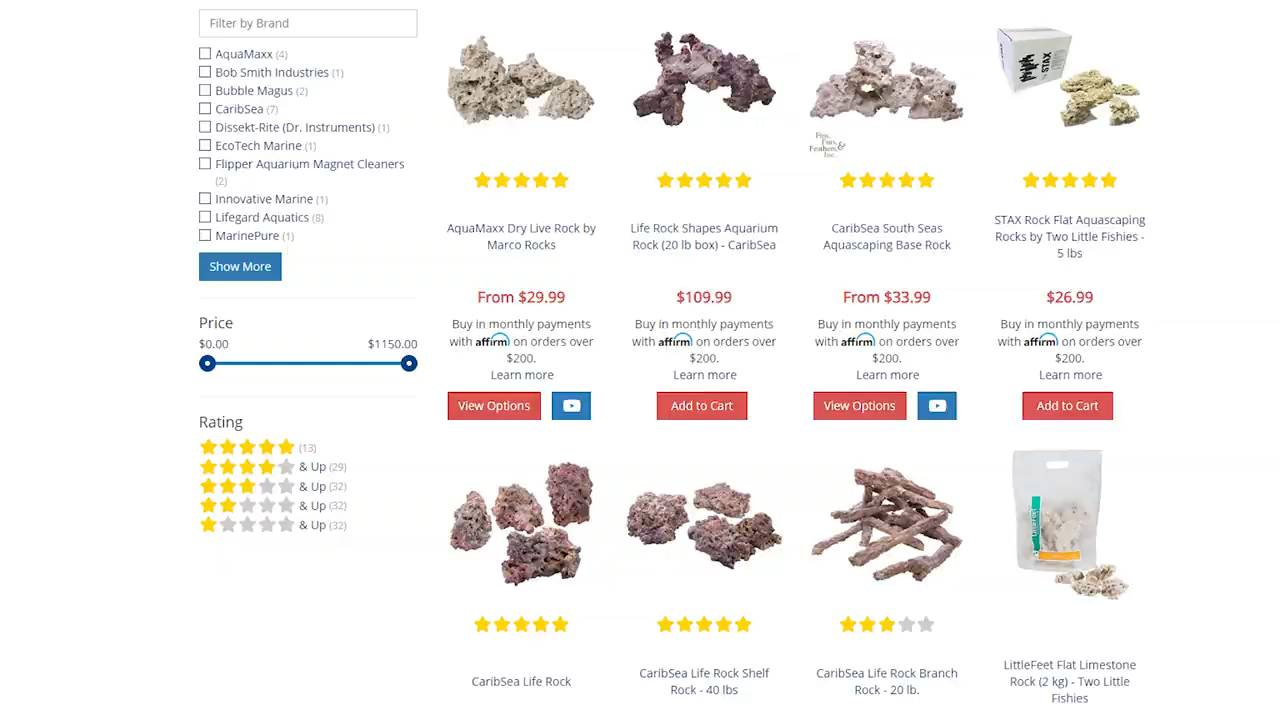 Filter by Brand
AquaMaxx (4)
Bob Smith Industries (1)
Bubble Magus (2)
CaribSea (7)
Dissekt-Rite (Dr. Instruments) (1)
EcoTech Marine (1)
Flipper Aquarium Magnet Cleaners
(2)
Innovative Marine (1)
Lifegard Aquatics (8)
MarinePure (1)
Show More
Price
$0.00 $1150.00
Rating
(13)
& Up (29)
& Up (32)
& Up (32)
& Up (32)
AquaMaxx Dry Live Rock by
Marco Rocks
From $29.99
Buy in monthly payments
with affirm on orders over
$200.
Learn more
View Options
Life Rock Shapes Aquarium
Rock (20 lb box) - CaribSea
$109.99
Buy in monthly payments
with affirm on orders over
$200.
Learn more
Add to Cart
Fins,
Furs,
Feathers, &
Inc.
CaribSea South Seas
Aquascaping Base Rock
From $33.99
Buy in monthly payments
with affirm on orders over
$200.
Learn more
View Options
STAX
STAX Rock Flat Aquascaping
Rocks by Two Little Fishies -
5 lbs
$26.99
Buy in monthly payments
with affirm on orders over
$200.
Learn more
Add to Cart
CaribSea Life Rock
CaribSea Life Rock Shelf
Rock - 40 lbs
CaribSea Life Rock Branch
Rock - 20 lb.
LittleFeet Flat Limestone
Rock (2 kg) - Two Little
Fishies